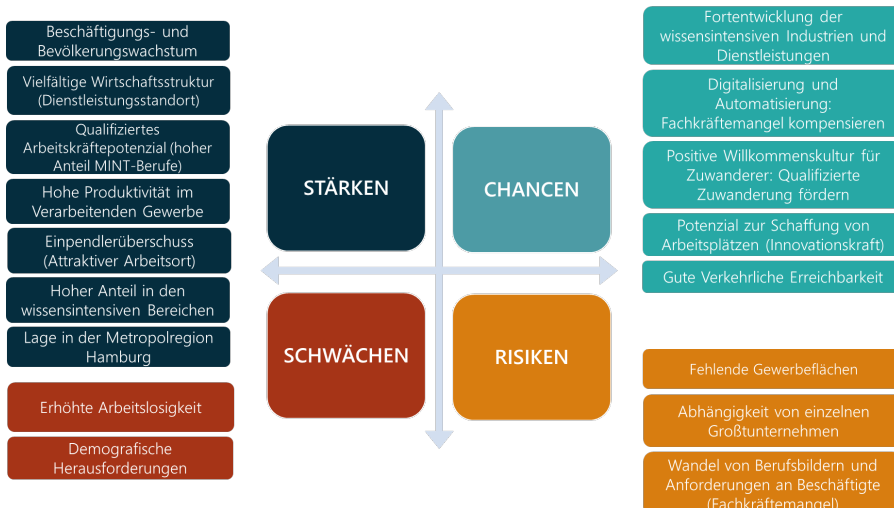 Beschäftigungs- und
Bevölkerungswachstum
Vielfältige Wirtschaftsstruktur
(Dienstleistungsstandort)
Qualifiziertes
Arbeitskräftepotenzial (hoher
Anteil MINT-Berufe)
Hohe Produktivität im
Verarbeitenden Gewerbe
Einpendlerüberschuss
(Attraktiver Arbeitsort)
Hoher Anteil in den
wissensintensiven Bereichen
Lage in der Metropolregion
Hamburg
Erhöhte Arbeitslosigkeit
Demografische
Herausforderungen
STÄRKEN
CHANCEN
SCHWÄCHEN
RISIKEN
Fortentwicklung der
wissensintensiven Industrien und
Dienstleistungen
Digitalisierung und
Automatisierung:
Fachkräftemangel kompensieren
Positive Willkommenskultur für
Zuwanderer: Qualifizierte
Zuwanderung fördern
Potenzial zur Schaffung von
Arbeitsplätzen (Innovationskraft)
Gute Verkehrliche Erreichbarkeit
Fehlende Gewerbeflächen
Abhängigkeit von einzelnen
Großtunternehmen
Wandel von Berufsbildern und
Anforderungen an Beschäftigte
(Fachkräftemangel)